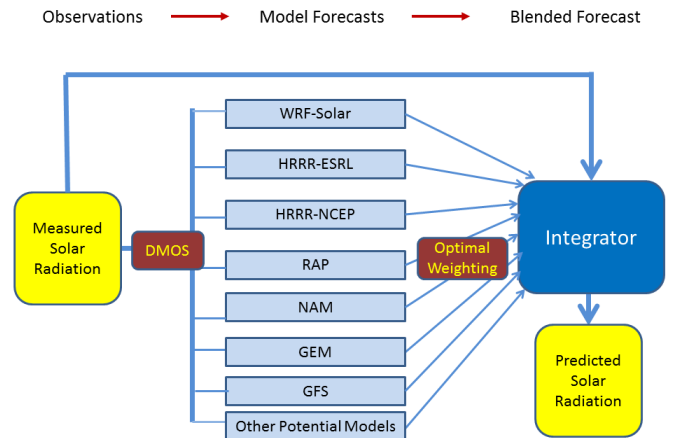 Observations
Model Forecasts
Blended Forecast
Measured
Solar
Radiation
DMOS
WRF-Solar
HRRR-ESRL
HRRR-NCEP
RAP
NAM
GEM
GFS
Other Potential Models
Optimal
Weighting
Integrator
Predicted
Solar
Radiation